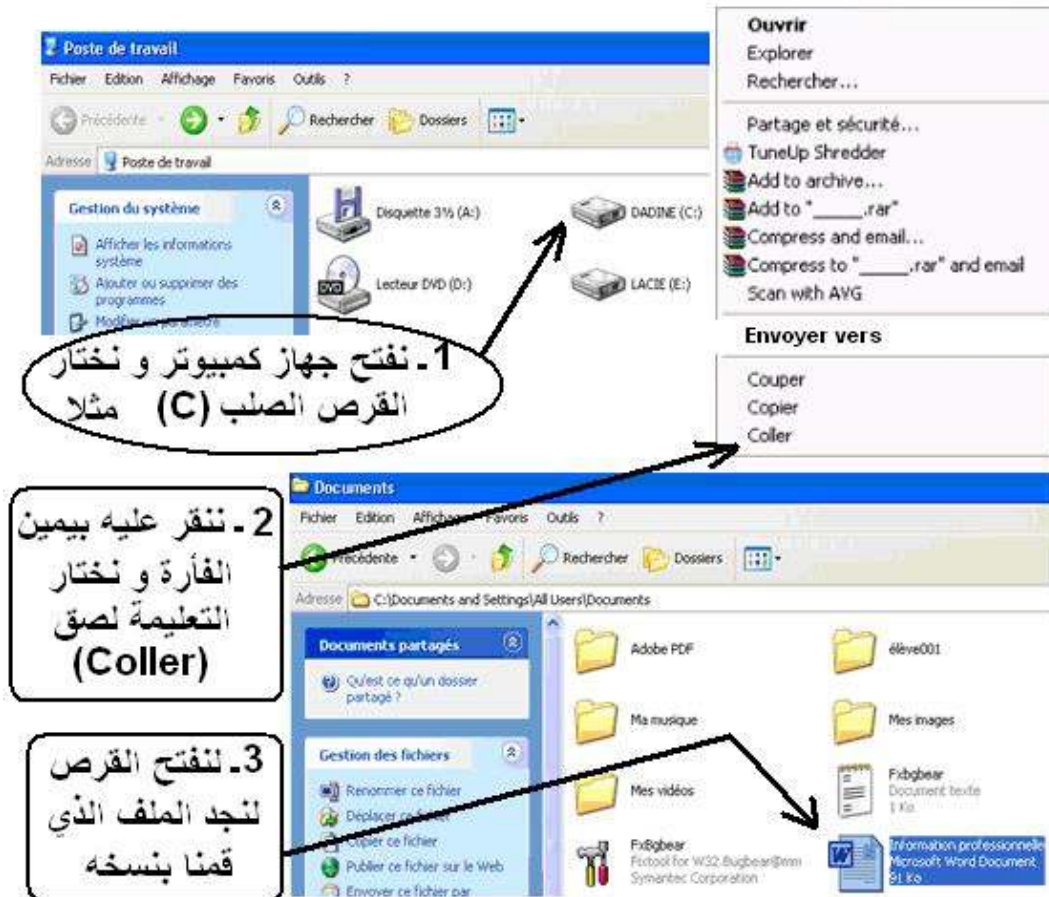 Poste de travail
Fichier Edition Affichage Favoris Outils ?
Précédente Rechercher Dossiers
Adresse Poste de travail
Gestion du système
Afficher les informations
système
Ajouter ou supprimer des
programmes
Modifier un paramètre
Disquette 3½ (A:)
DADINE (C:)
Lecteur DVD (D:)
LACIE (E:)
Ouvrir
Explorer
Rechercher...
Partage et sécurité...
TuneUp Shredder
Add to archive...
Add to "_____.rar"
Compress and email...
Compress to "_____.rar" and email
Scan with AVG
Envoyer vers
Couper
Copier
Coller
1ـ نفتح جهاز كمبيوتر و نختار
القرص الصلب (C) مثلا
2 ـ ننقر عليه بيمين
الفأرة و نختار
التعليمة لصق
(Coller)
3ـ لنفتح القرص
لنجد الملف الذي
قمنا بنسخه
Documents
Fichier Edition Affichage Favoris Outils ?
Précédente Rechercher Dossiers
Adresse C:\Documents and Settings\All Users\Documents
Documents partagés
Qu'est ce qu'un dossier
partagé ?
Gestion des fichiers
Renommer ce fichier
Déplacer ce fichier
Copier ce fichier
Publier ce fichier sur le Web
Envoyer ce fichier par
Adobe PDF
élève001
Ma musique
Mes images
Mes vidéos
Fxbgbear
Document texte
1 Ko
FxBgbear
Fixtool for W32.Bugbear@mm
Symantec Corporation
Information professionnelle
Microsoft Word Document
91 Ko